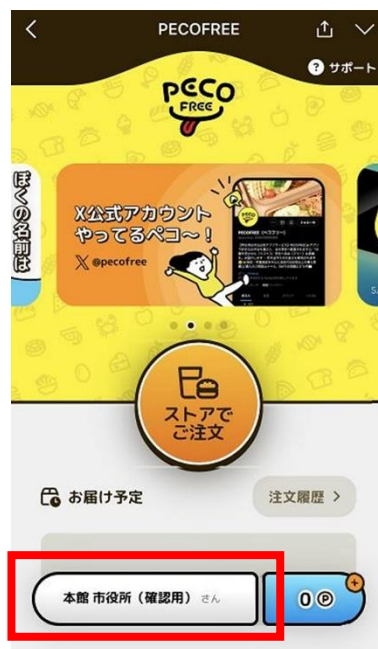 PECOFREE
サポート
PECO
FREE
ぼくの名前は
X公式アカウント
やってるペコ〜!
X @pecofree
ストアで
ご注文
お届け予定
注文履歴 >
本館 市役所（確認用） さん
0 P